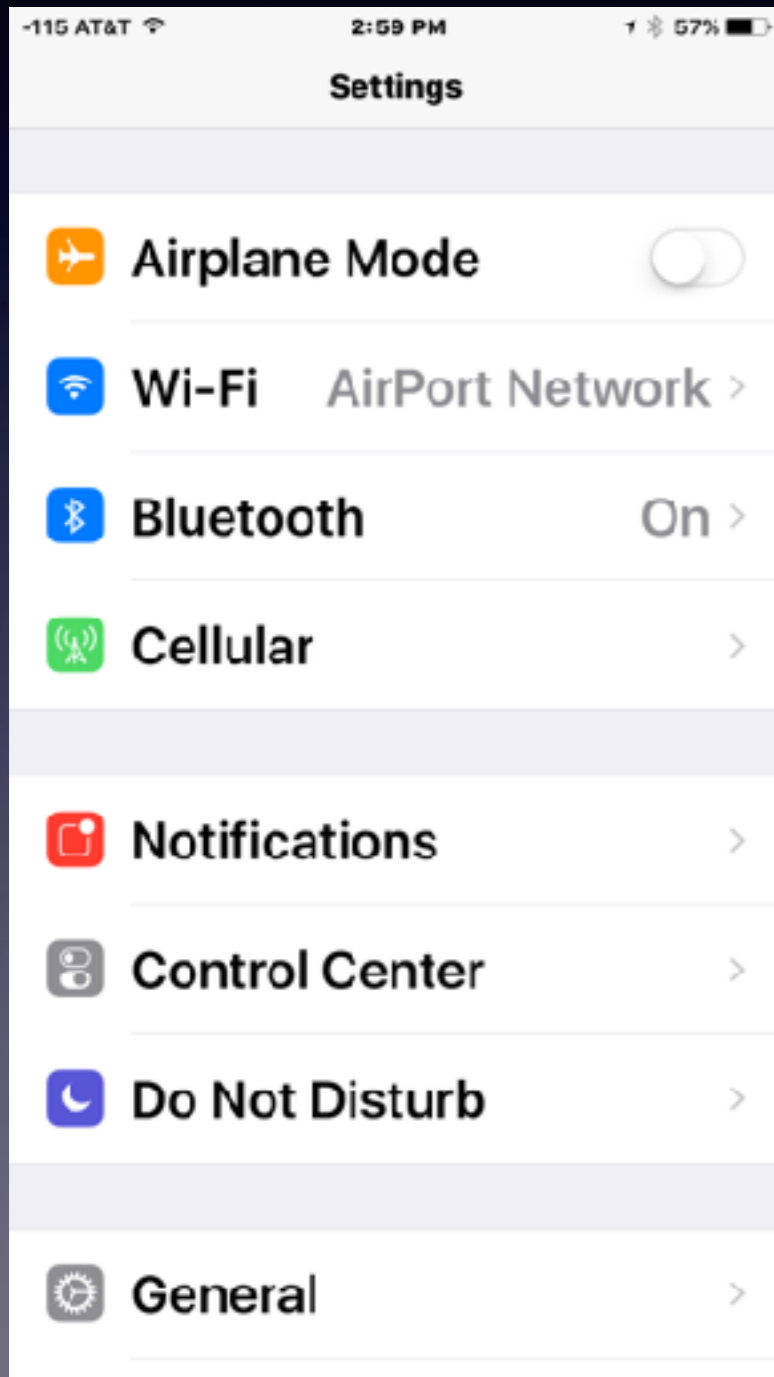 -115 AT&T 2:59 PM 57%
Settings
Airplane Mode
Wi-Fi AirPort Network
Bluetooth On
Cellular
Notifications
Control Center
Do Not Disturb
General